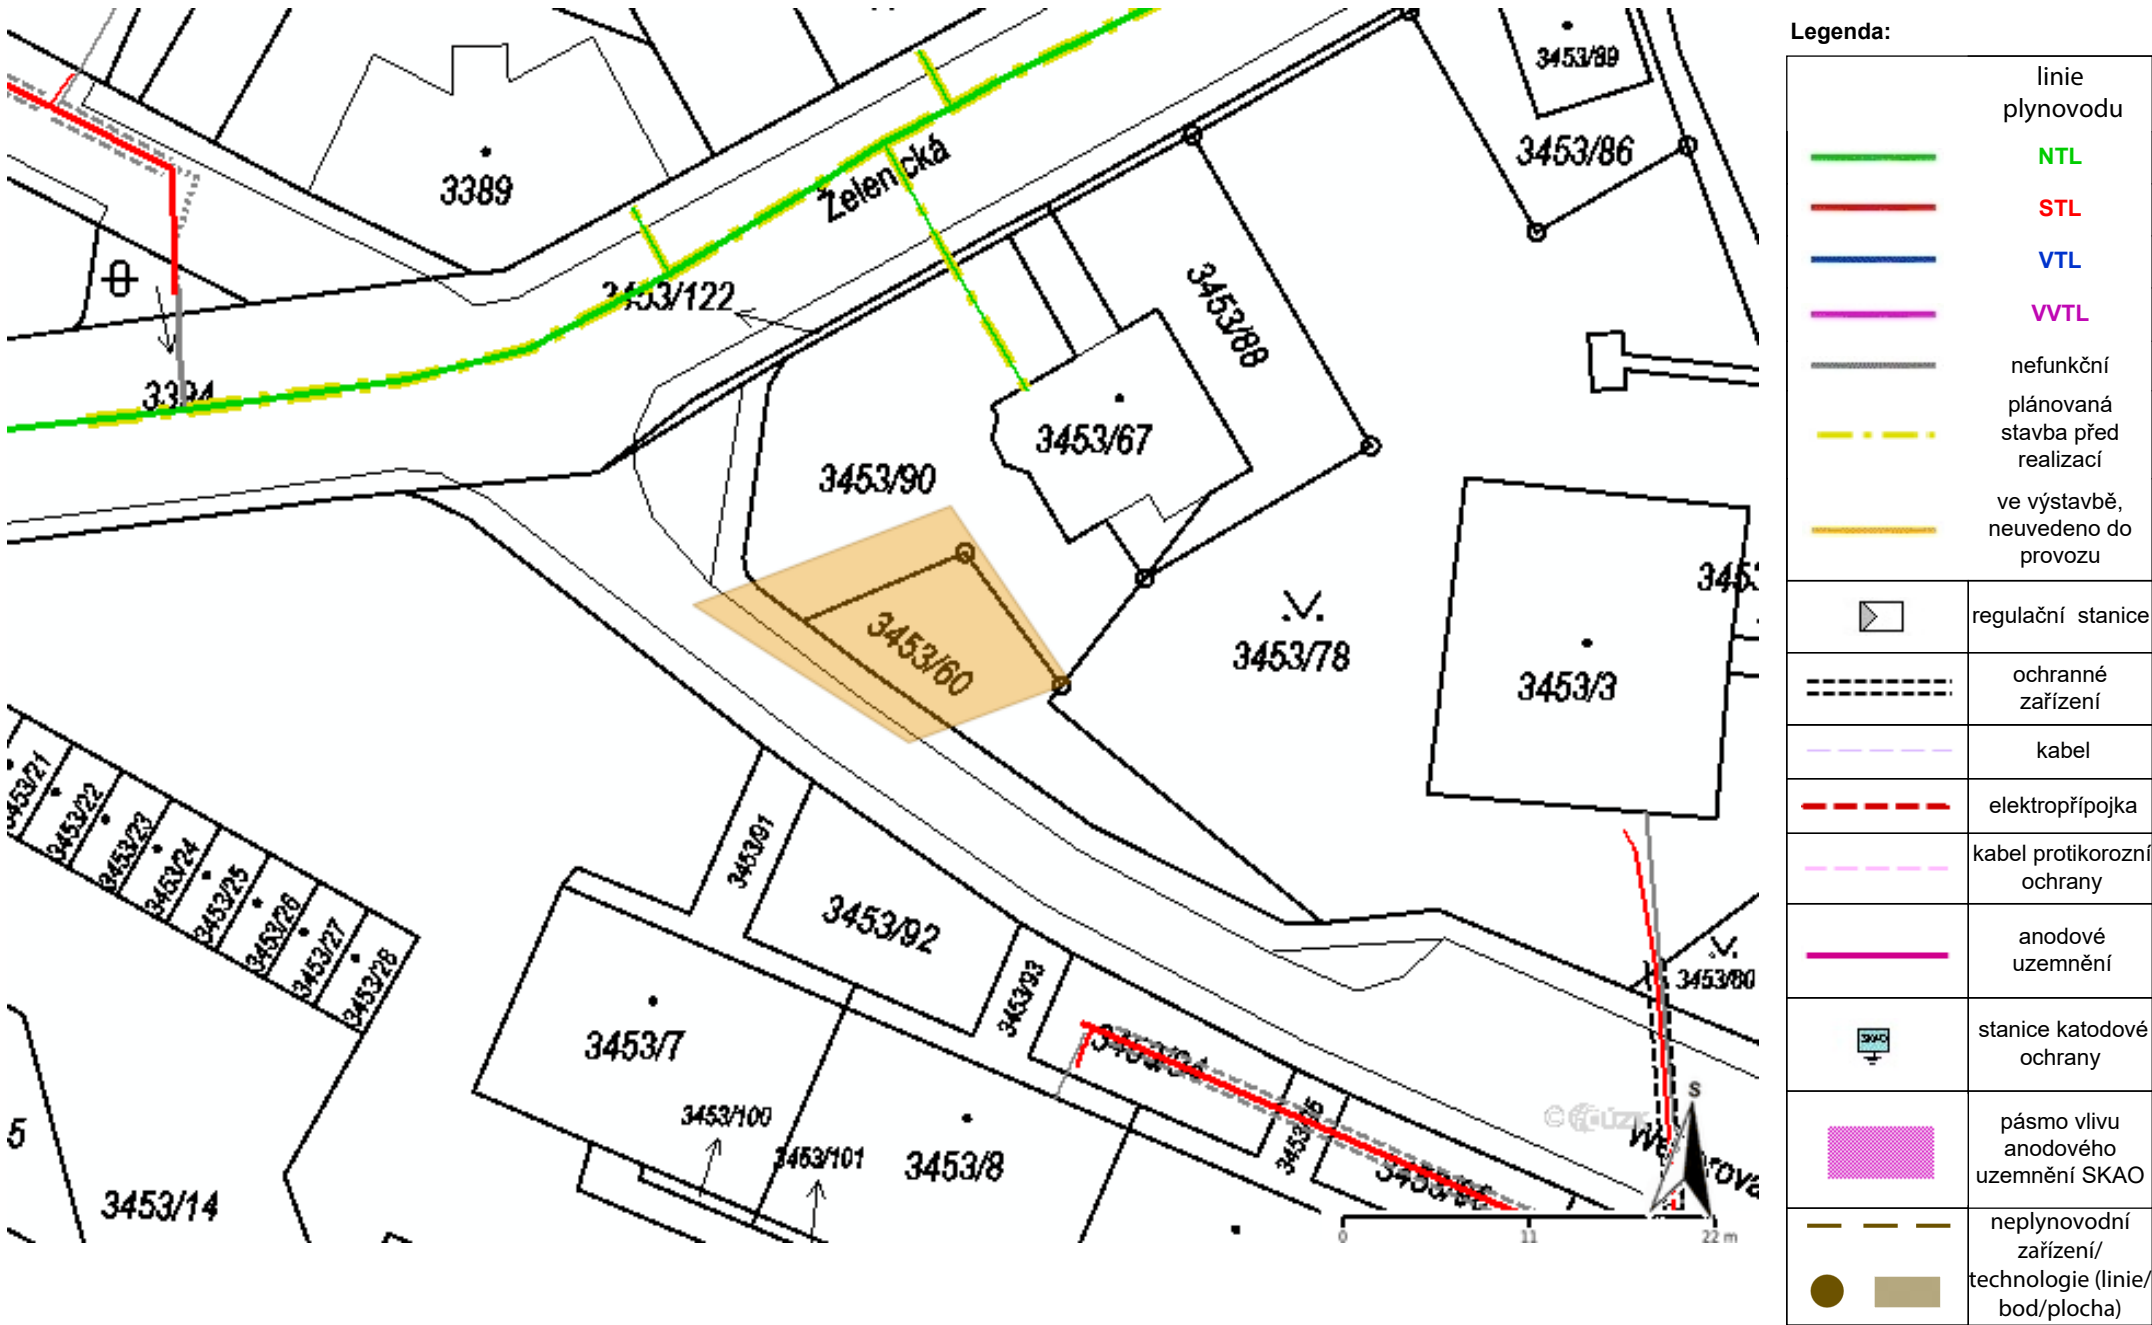 3453/89
3453/86
3389
Želenická
3453/122
3453/88
3394
3453/67
3453/90
3453/60
3453/78
3453/3
3453/21
3453/22
3453/23
3453/24
3453/25
3453/26
3453/27
3453/28
3453/91
3453/92
3453/93
3453/80
3453/7
3453/100
3453/101
3453/8
3453/14
5
S
0
11
22 m
Legenda:
linie
plynovodu
NTL
STL
VTL
VVTL
nefunkční
plánovaná
stavba před
realizací
ve výstavbě,
neuvedeno do
provozu
regulační stanice
ochranné
zařízení
kabel
elektropřípojka
kabel protikorozní
ochrany
anodové
uzemnění
SKAO
stanice katodové
ochrany
pásmo vlivu
anodového
uzemnění SKAO
neplynovodní
zařízení/
technologie (linie/
bod/plocha)